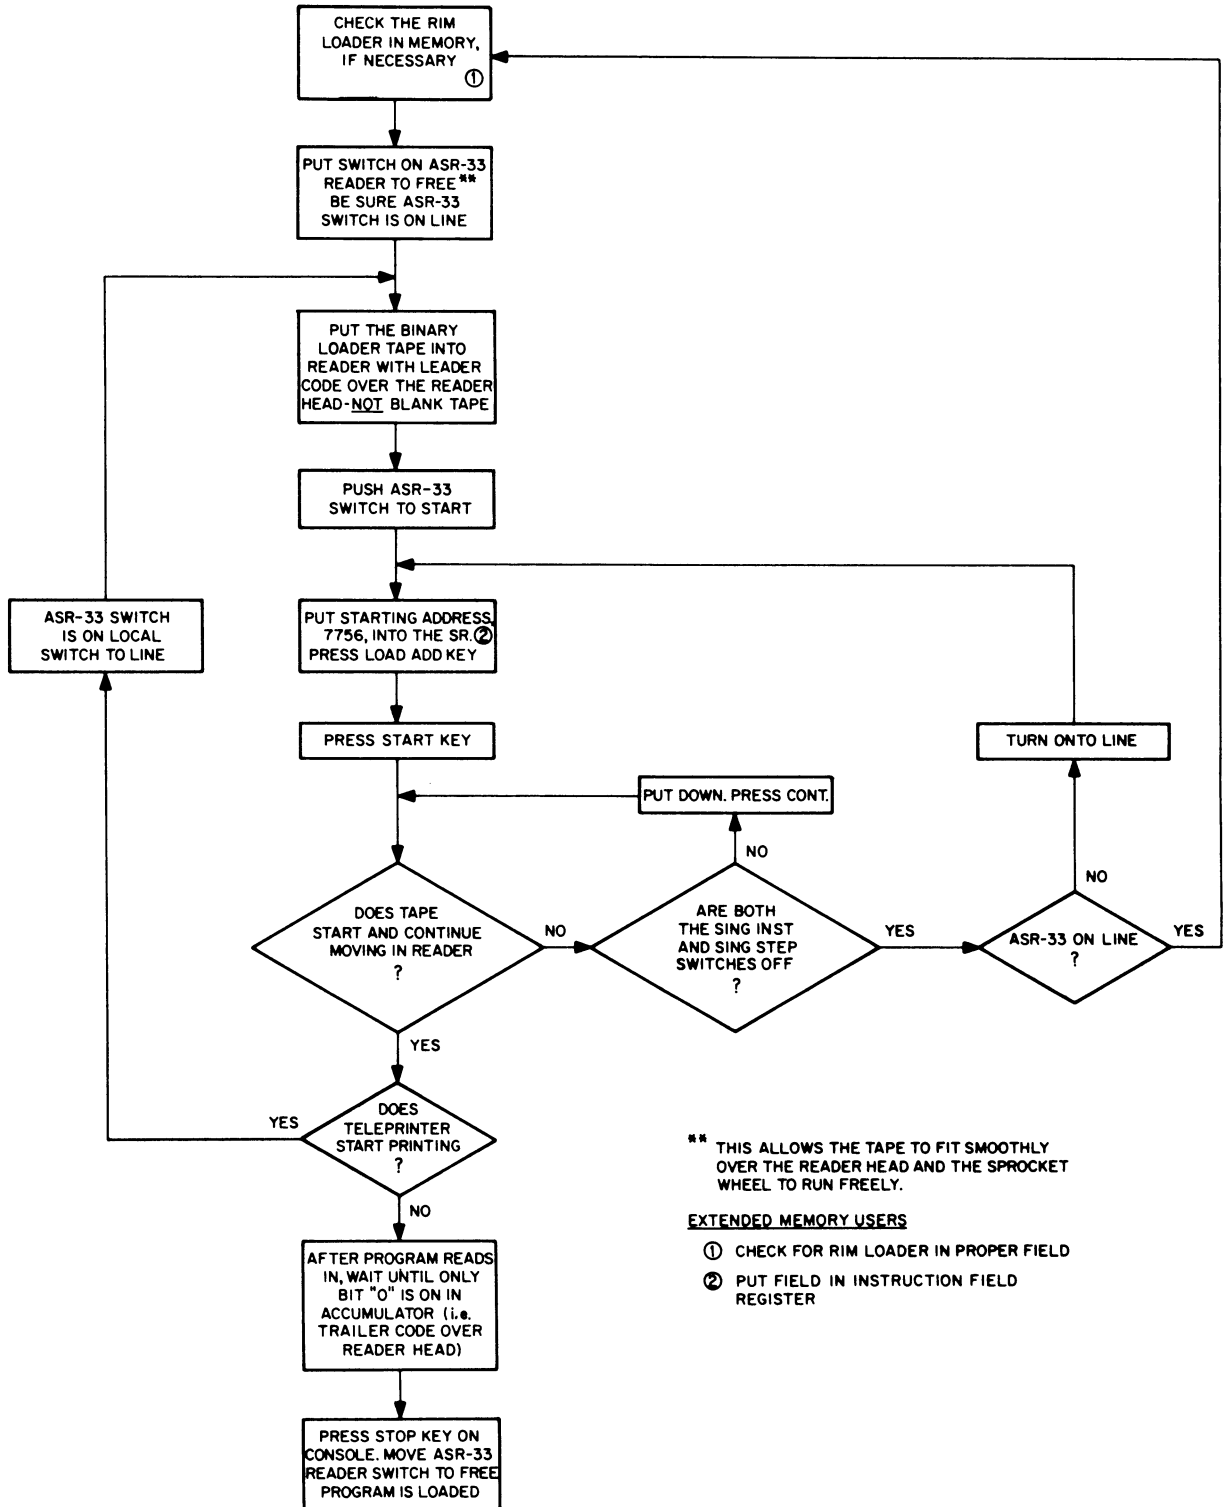 CHECK THE RIM
LOADER IN MEMORY,
IF NECESSARY
①
PUT SWITCH ON ASR-33
READER TO FREE**
BE SURE ASR-33
SWITCH IS ON LINE
PUT THE BINARY
LOADER TAPE INTO
READER WITH LEADER
CODE OVER THE READER
HEAD-NOT BLANK TAPE
PUSH ASR-33
SWITCH TO START
ASR-33 SWITCH
IS ON LOCAL
SWITCH TO LINE
PUT STARTING ADDRESS,
7756, INTO THE SR.②
PRESS LOAD ADD KEY
PRESS START KEY
TURN ONTO LINE
PUT DOWN. PRESS CONT.
NO
NO
DOES TAPE
START AND CONTINUE
MOVING IN READER
?
NO
ARE BOTH
THE SING INST
AND SING STEP
SWITCHES OFF
?
YES
ASR-33 ON LINE
?
YES
YES
DOES
TELEPRINTER
START PRINTING
?
YES
NO
AFTER PROGRAM READS
IN, WAIT UNTIL ONLY
BIT "O" IS ON IN
ACCUMULATOR (i.e.
TRAILER CODE OVER
READER HEAD)
PRESS STOP KEY ON
CONSOLE. MOVE ASR-33
READER SWITCH TO FREE
PROGRAM IS LOADED
** THIS ALLOWS THE TAPE TO FIT SMOOTHLY
OVER THE READER HEAD AND THE SPROCKET
WHEEL TO RUN FREELY.
EXTENDED MEMORY USERS
① CHECK FOR RIM LOADER IN PROPER FIELD
② PUT FIELD IN INSTRUCTION FIELD
REGISTER